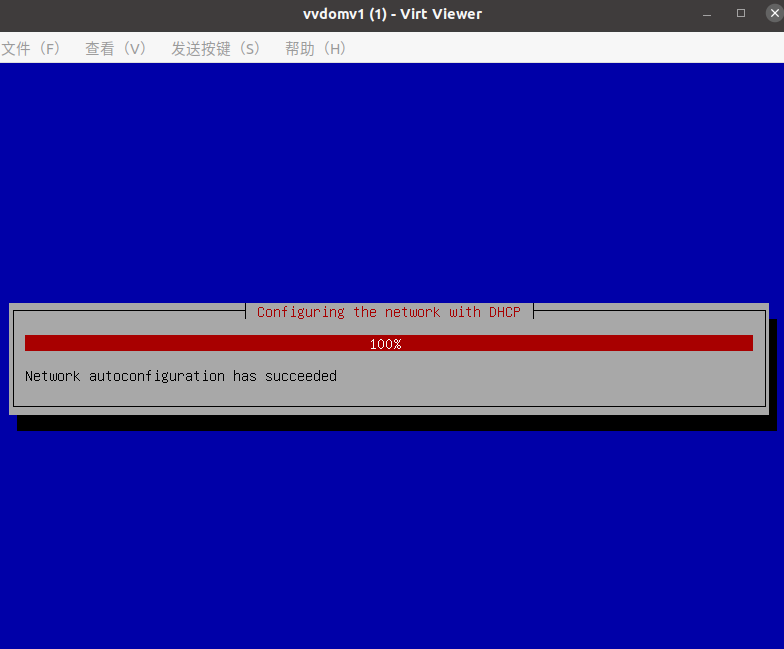 vvdomv1 (1) - Virt Viewer
文件（F） 查看（V） 发送按键（S） 帮助（H）
Configuring the network with DHCP
100%
Network autoconfiguration has succeeded